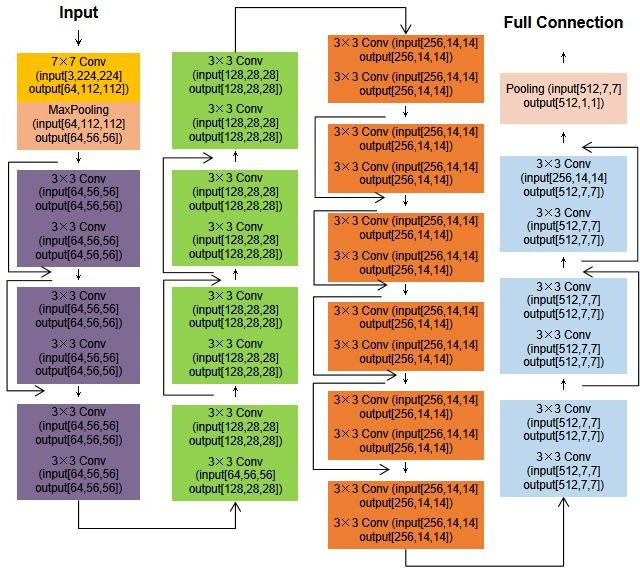 Input
7×7 Conv
(input[3,224,224]
output[64,112,112])
MaxPooling
(input[64,112,112]
output[64,56,56])
3×3 Conv
(input[64,56,56]
output[64,56,56])
3×3 Conv
(input[64,56,56]
output[64,56,56])
3×3 Conv
(input[64,56,56]
output[64,56,56])
3×3 Conv
(input[64,56,56]
output[64,56,56])
3×3 Conv
(input[64,56,56]
output[64,56,56])
3×3 Conv
(input[64,56,56]
output[64,56,56])
3×3 Conv
(input[128,28,28]
output[128,28,28])
3×3 Conv
(input[128,28,28]
output[128,28,28])
3×3 Conv
(input[128,28,28]
output[128,28,28])
3×3 Conv
(input[128,28,28]
output[128,28,28])
3×3 Conv
(input[128,28,28]
output[128,28,28])
3×3 Conv
(input[128,28,28]
output[128,28,28])
3×3 Conv
(input[128,28,28]
output[128,28,28])
3×3 Conv
(input[64,56,56]
output[128,28,28])
3×3 Conv (input[256,14,14]
output[256,14,14])
3×3 Conv (input[256,14,14]
output[256,14,14])
3×3 Conv (input[256,14,14]
output[256,14,14])
3×3 Conv (input[256,14,14]
output[256,14,14])
3×3 Conv (input[256,14,14]
output[256,14,14])
3×3 Conv (input[256,14,14]
output[256,14,14])
3×3 Conv (input[256,14,14]
output[256,14,14])
3×3 Conv (input[256,14,14]
output[256,14,14])
3×3 Conv (input[256,14,14]
output[256,14,14])
3×3 Conv (input[256,14,14]
output[256,14,14])
3×3 Conv (input[256,14,14]
output[256,14,14])
3×3 Conv (input[256,14,14]
output[256,14,14])
Full Connection
Pooling (input[512,7,7]
output[512,1,1])
3×3 Conv
(input[256,14,14]
output[512,7,7])
3×3 Conv
(input[512,7,7]
output[512,7,7])
3×3 Conv
(input[512,7,7]
output[512,7,7])
3×3 Conv
(input[512,7,7]
output[512,7,7])
3×3 Conv
(input[512,7,7]
output[512,7,7])
3×3 Conv
(input[512,7,7]
output[512,7,7])